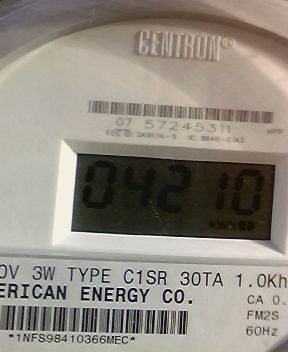 CENTRON®
07 57245311
04210
0V 3W TYPE C1SR 30TA 1.0Kh
ERICAN ENERGY CO.
CA 0.
FM2S
60Hz
*1NFS98410366MEC*